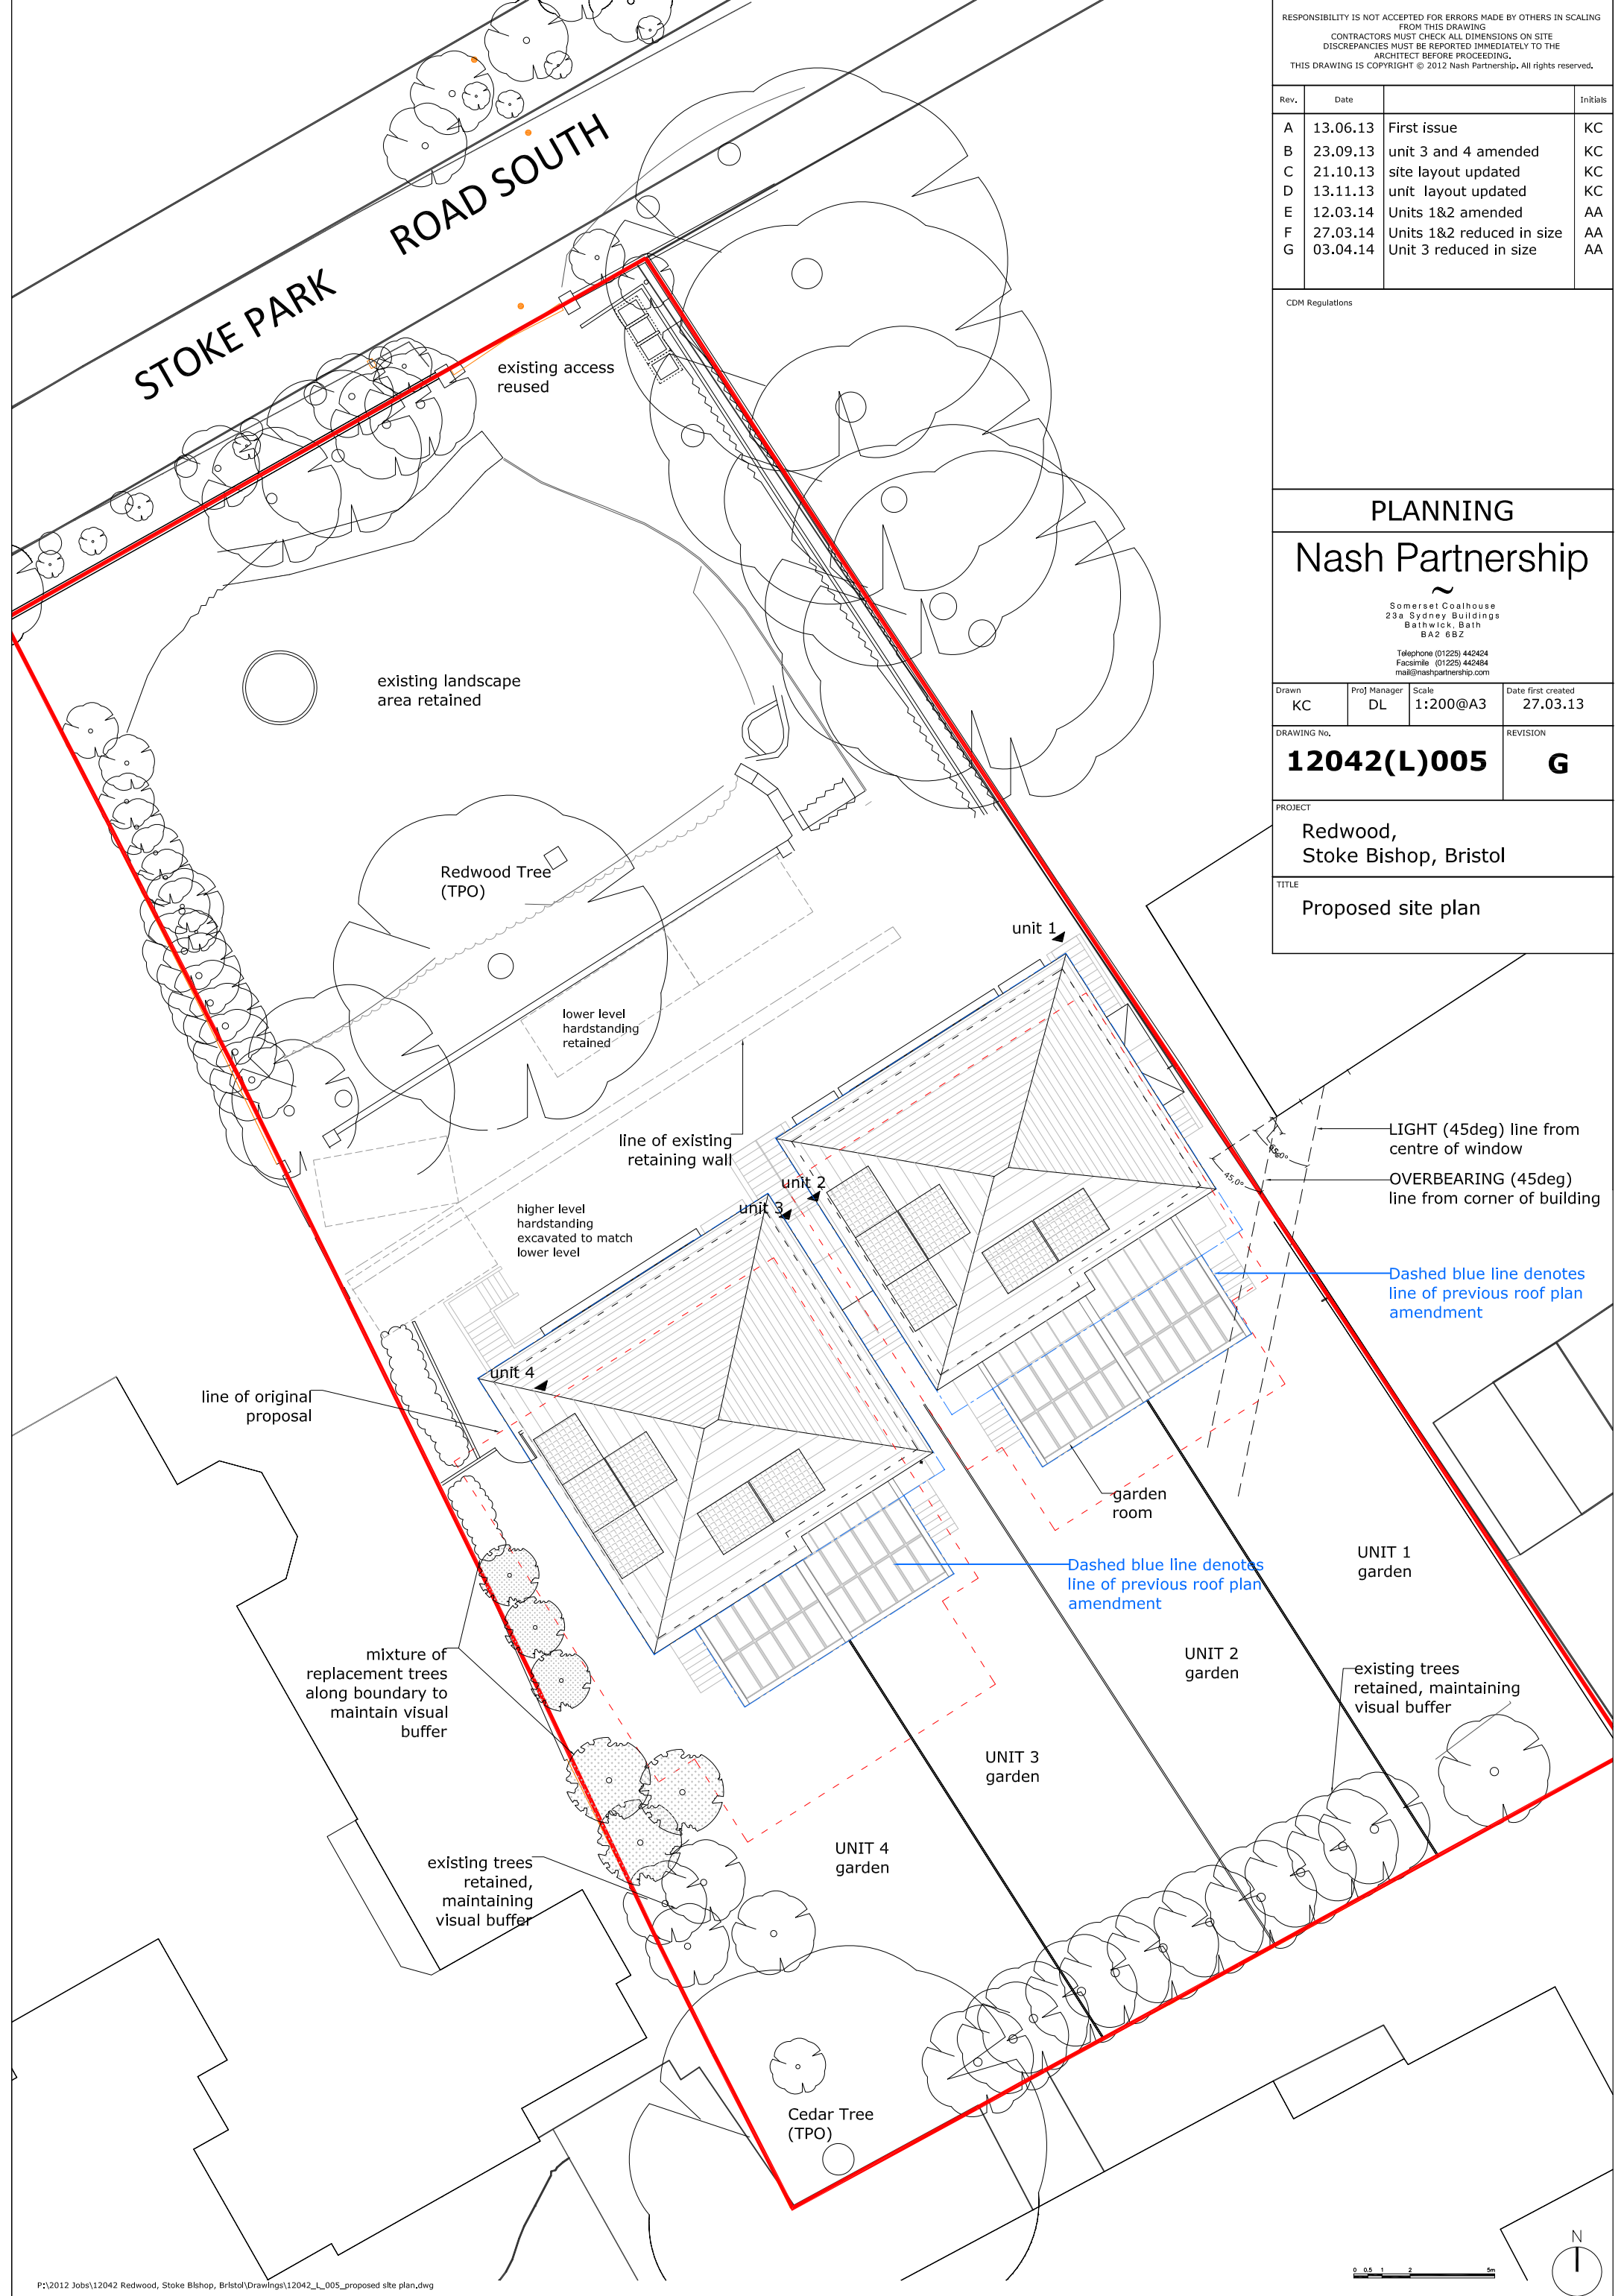 RESPONSIBILITY IS NOT ACCEPTED FOR ERRORS MADE BY OTHERS IN SCALING
FROM THIS DRAWING
CONTRACTORS MUST CHECK ALL DIMENSIONS ON SITE
DISCREPANCIES MUST BE REPORTED IMMEDIATELY TO THE
ARCHITECT BEFORE PROCEEDING.
THIS DRAWING IS COPYRIGHT © 2012 Nash Partnership. All rights reserved.
Rev. Date Initials
A 13.06.13 First issue KC
B 23.09.13 unit 3 and 4 amended KC
C 21.10.13 site layout updated KC
D 13.11.13 unit layout updated KC
E 12.03.14 Units 1&2 amended AA
F 27.03.14 Units 1&2 reduced in size AA
G 03.04.14 Unit 3 reduced in size AA
CDM Regulations
PLANNING
Nash Partnership
~
Somerset Coalhouse
23a Sydney Buildings
Bathwick, Bath
BA2 6BZ
Telephone (01225) 442424
Facsimile (01225) 442484
mail@nashpartnership.com
Drawn Proj Manager Scale Date first created
KC DL 1:200@A3 27.03.13
DRAWING No. REVISION
12042(L)005 G
PROJECT
Redwood,
Stoke Bishop, Bristol
TITLE
Proposed site plan
STOKE PARK ROAD SOUTH
existing access
reused
existing landscape
area retained
Redwood Tree
(TPO)
unit 1
lower level
hardstanding
retained
line of existing
retaining wall
unit 2
unit 3
higher level
hardstanding
excavated to match
lower level
45.0°
LIGHT (45deg) line from
centre of window
OVERBEARING (45deg)
line from corner of building
Dashed blue line denotes
line of previous roof plan
amendment
unit 4
line of original
proposal
garden
room
Dashed blue line denotes
line of previous roof plan
amendment
UNIT 1
garden
UNIT 2
garden
mixture of
replacement trees
along boundary to
maintain visual
buffer
existing trees
retained, maintaining
visual buffer
UNIT 3
garden
UNIT 4
garden
existing trees
retained,
maintaining
visual buffer
Cedar Tree
(TPO)
N
0 0.5 1 2 5m
P:\2012 Jobs\12042 Redwood, Stoke Bishop, Bristol\Drawings\12042_L_005_proposed site plan.dwg